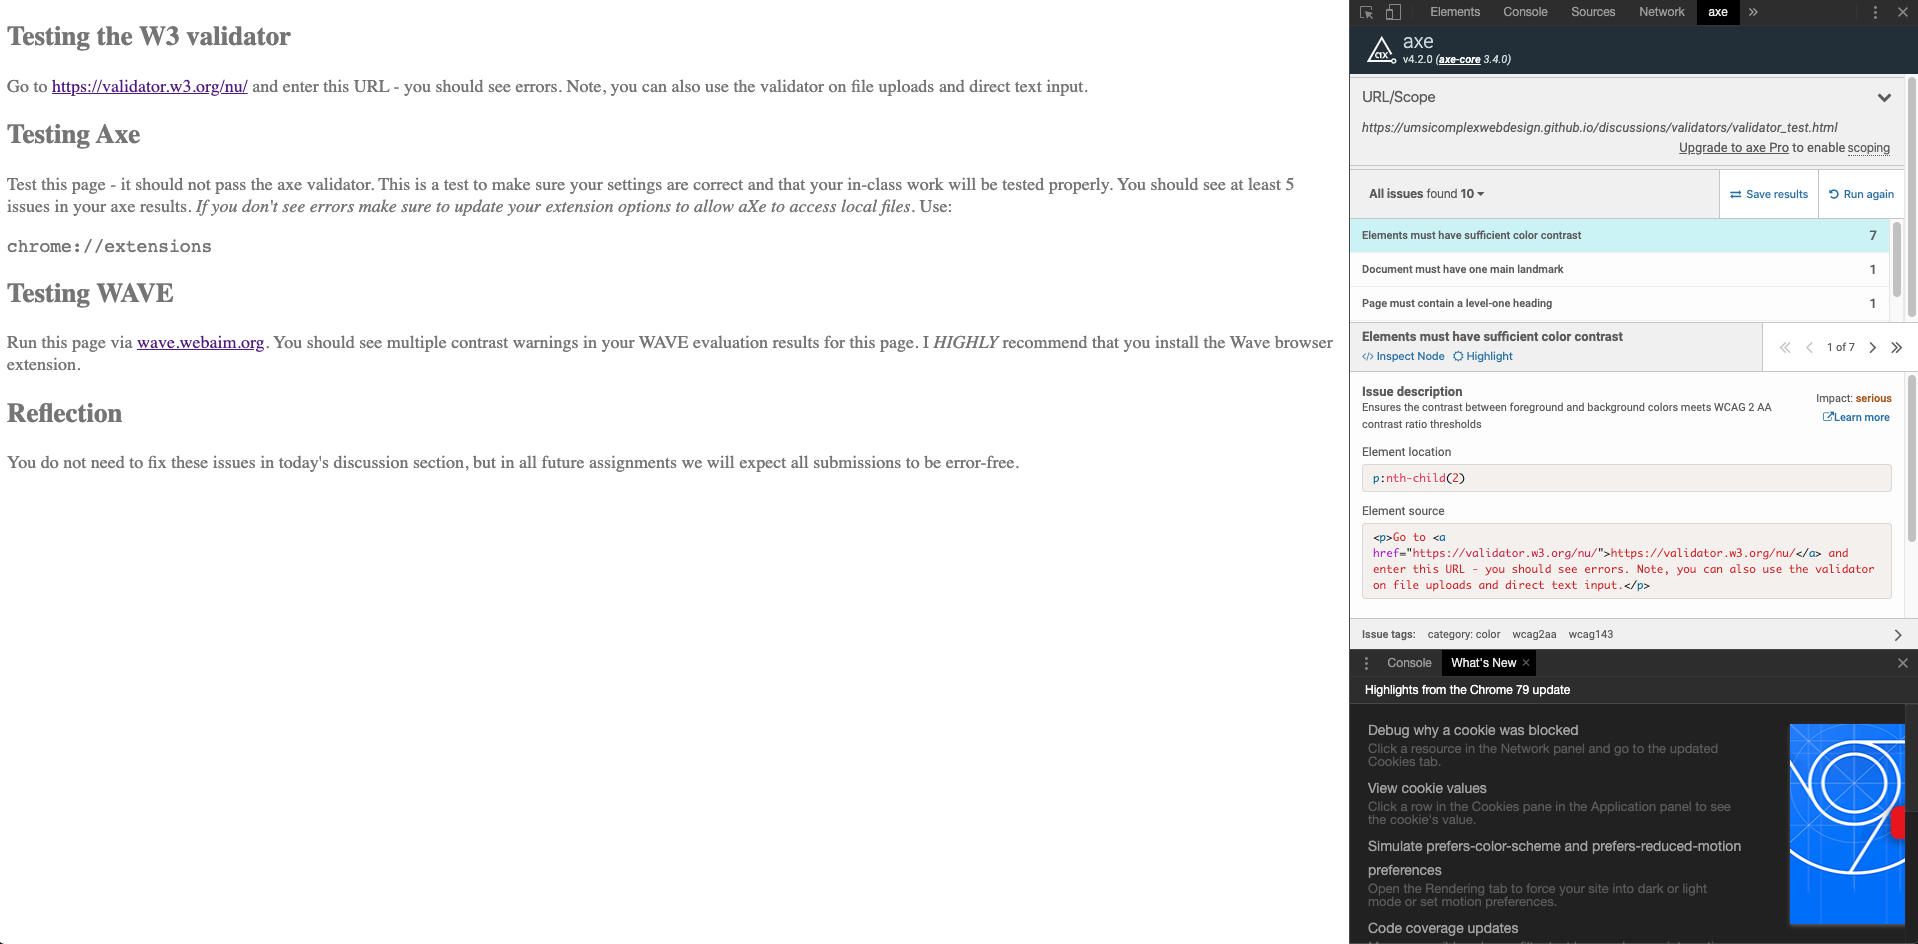 Testing the W3 validator
Go to https://validator.w3.org/nu/ and enter this URL - you should see errors. Note, you can also use the validator on file uploads and direct text input.
Testing Axe
Test this page - it should not pass the axe validator. This is a test to make sure your settings are correct and that your in-class work will be tested properly. You should see at least 5
issues in your axe results. If you don't see errors make sure to update your extension options to allow aXe to access local files. Use:
chrome://extensions
Testing WAVE
Run this page via wave.webaim.org. You should see multiple contrast warnings in your WAVE evaluation results for this page. I HIGHLY recommend that you install the Wave browser
extension.
Reflection
You do not need to fix these issues in today's discussion section, but in all future assignments we will expect all submissions to be error-free.
Elements Console Sources Network axe »
axe
v4.2.0 (axe-core 3.4.0)
URL/Scope
https://umsicomplexwebdesign.github.io/discussions/validators/validator_test.html
Upgrade to axe Pro to enable scoping
All issues found 10 Save results Run again
Elements must have sufficient color contrast 7
Document must have one main landmark 1
Page must contain a level-one heading 1
Elements must have sufficient color contrast
</> Inspect Node Highlight
1 of 7
Issue description
Impact: serious
Ensures the contrast between foreground and background colors meets WCAG 2 AA
Learn more
contrast ratio thresholds
Element location
p:nth-child(2)
Element source
<p>Go to <a
href="https://validator.w3.org/nu/">https://validator.w3.org/nu/</a> and
enter this URL - you should see errors. Note, you can also use the validator
on file uploads and direct text input.</p>
Issue tags: category: color wcag2aa wcag143
Console What's New ×
Highlights from the Chrome 79 update
Debug why a cookie was blocked
Click a resource in the Network panel and go to the updated
Cookies tab.
View cookie values
Click a row in the Cookies pane in the Application panel to see
the cookie's value.
Simulate prefers-color-scheme and prefers-reduced-motion
preferences
Open the Rendering tab to force your site into dark or light
mode or set motion preferences.
Code coverage updates